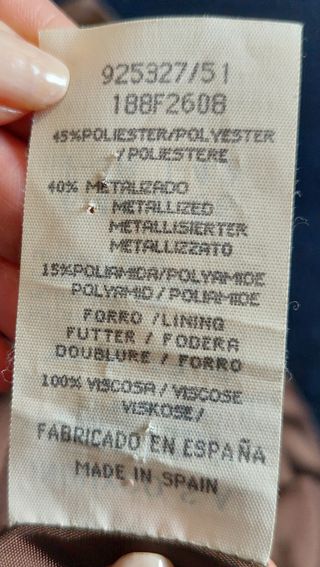 925327/51
188F2608
45%POLIESTER/POLYESTER
/POLIESTERE
40% METALIZADO
METALLIZED
METALLISIERTER
METALLIZZATO
15%POLIAMIDA/POLYAMIDE
POLYAMID/POLIAMIDE
FORRO /LINING
FUTTER / FODERA
DOUBLURE / FORRO
100% VISCOSA/ VISCOSE
VISKOSE/
FABRICADO EN ESPAÑA
MADE IN SPAIN